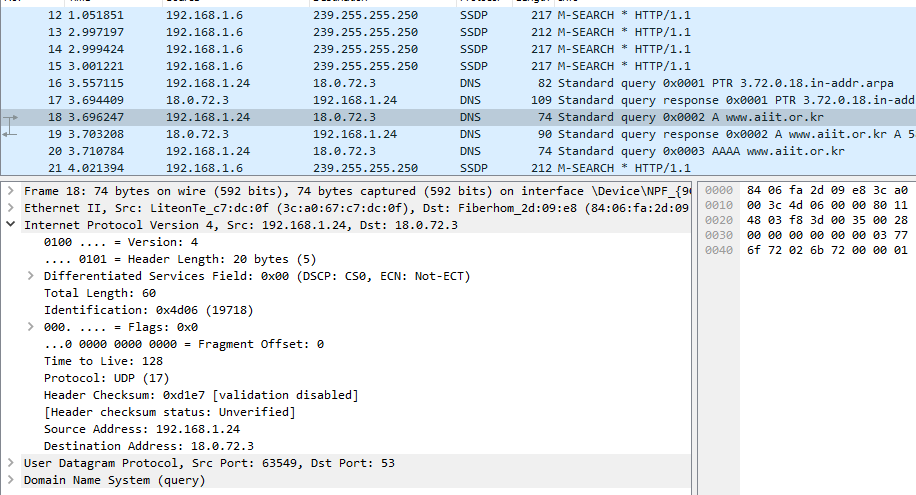 12 1.051851 192.168.1.6 239.255.255.250 SSDP 217 M-SEARCH * HTTP/1.1
13 2.997197 192.168.1.6 239.255.255.250 SSDP 212 M-SEARCH * HTTP/1.1
14 2.999424 192.168.1.6 239.255.255.250 SSDP 217 M-SEARCH * HTTP/1.1
15 3.001221 192.168.1.6 239.255.255.250 SSDP 217 M-SEARCH * HTTP/1.1
16 3.557115 192.168.1.24 18.0.72.3 DNS 82 Standard query 0x0001 PTR 3.72.0.18.in-addr.arpa
17 3.694409 18.0.72.3 192.168.1.24 DNS 109 Standard query response 0x0001 PTR 3.72.0.18.in-add
18 3.696247 192.168.1.24 18.0.72.3 DNS 74 Standard query 0x0002 A www.aiit.or.kr
19 3.703208 18.0.72.3 192.168.1.24 DNS 90 Standard query response 0x0002 A www.aiit.or.kr A 5
20 3.710784 192.168.1.24 18.0.72.3 DNS 74 Standard query 0x0003 AAAA www.aiit.or.kr
21 4.021394 192.168.1.6 239.255.255.250 SSDP 212 M-SEARCH * HTTP/1.1
Frame 18: 74 bytes on wire (592 bits), 74 bytes captured (592 bits) on interface \Device\NPF_{9
Ethernet II, Src: LiteonTe_c7:dc:0f (3c:a0:67:c7:dc:0f), Dst: Fiberhom_2d:09:e8 (84:06:fa:2d:09
Internet Protocol Version 4, Src: 192.168.1.24, Dst: 18.0.72.3
0100 .... = Version: 4
.... 0101 = Header Length: 20 bytes (5)
Differentiated Services Field: 0x00 (DSCP: CS0, ECN: Not-ECT)
Total Length: 60
Identification: 0x4d06 (19718)
000. .... = Flags: 0x0
...0 0000 0000 0000 = Fragment Offset: 0
Time to Live: 128
Protocol: UDP (17)
Header Checksum: 0xd1e7 [validation disabled]
[Header checksum status: Unverified]
Source Address: 192.168.1.24
Destination Address: 18.0.72.3
User Datagram Protocol, Src Port: 63549, Dst Port: 53
Domain Name System (query)
0000 84 06 fa 2d 09 e8 3c a0
0010 00 3c 4d 06 00 00 80 11
0020 48 03 f8 3d 00 35 00 28
0030 00 00 00 00 00 00 03 77
0040 6f 72 02 6b 72 00 00 01